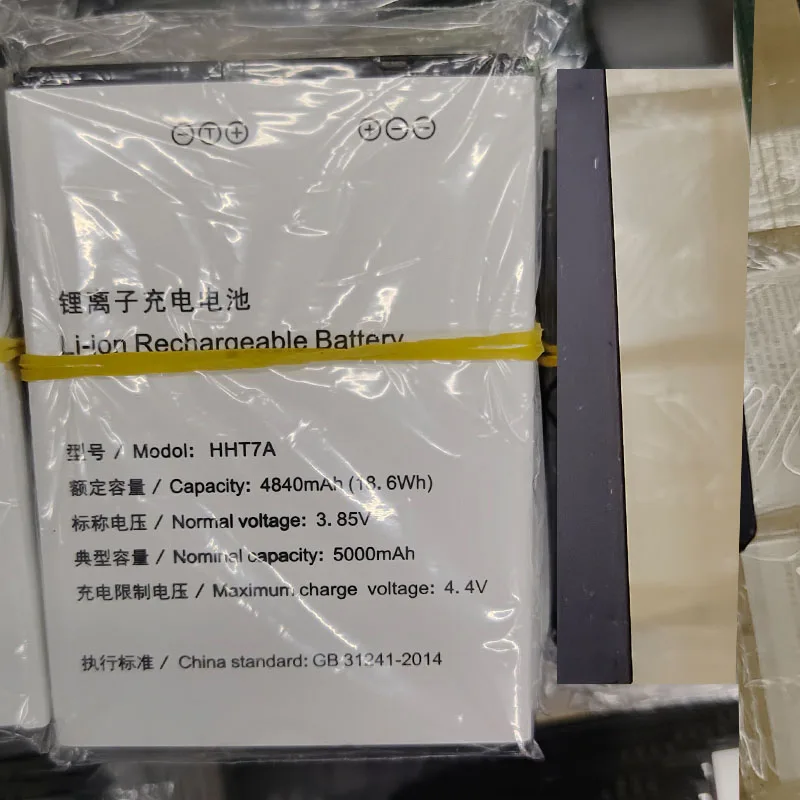 ⊖Ⓣ⊕ ⊕⊖⊖
锂离子充电电池
Li-ion Rechargeable Battery
型号 / Modol: HHT7A
额定容量 / Capacity: 4840mAh (18.6Wh)
标称电压 / Normal voltage: 3.85V
典型容量 / Nominal capacity: 5000mAh
充电限制电压 / Maximum charge voltage: 4.4V
执行标准 / China standard: GB 31241-2014